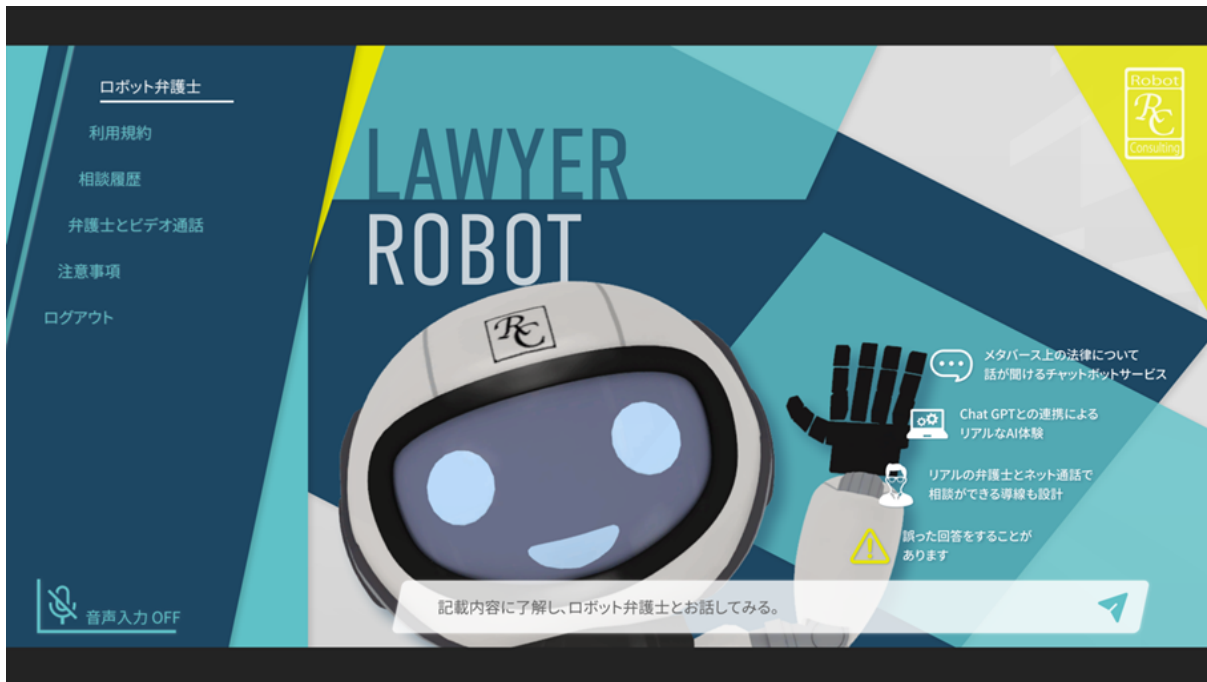 ロボット弁護士
利用規約
相談履歴
弁護士とビデオ通話
注意事項
ログアウト
音声入力 OFF
LAWYER
ROBOT
RC
Robot
RC
Consulting
メタバース上の法律について
話が聞けるチャットボットサービス
Chat GPTとの連携による
リアルなAI体験
リアルの弁護士とネット通話で
相談ができる導線も設計
誤った回答をすることが
あります
記載内容に了解し、ロボット弁護士とお話してみる。